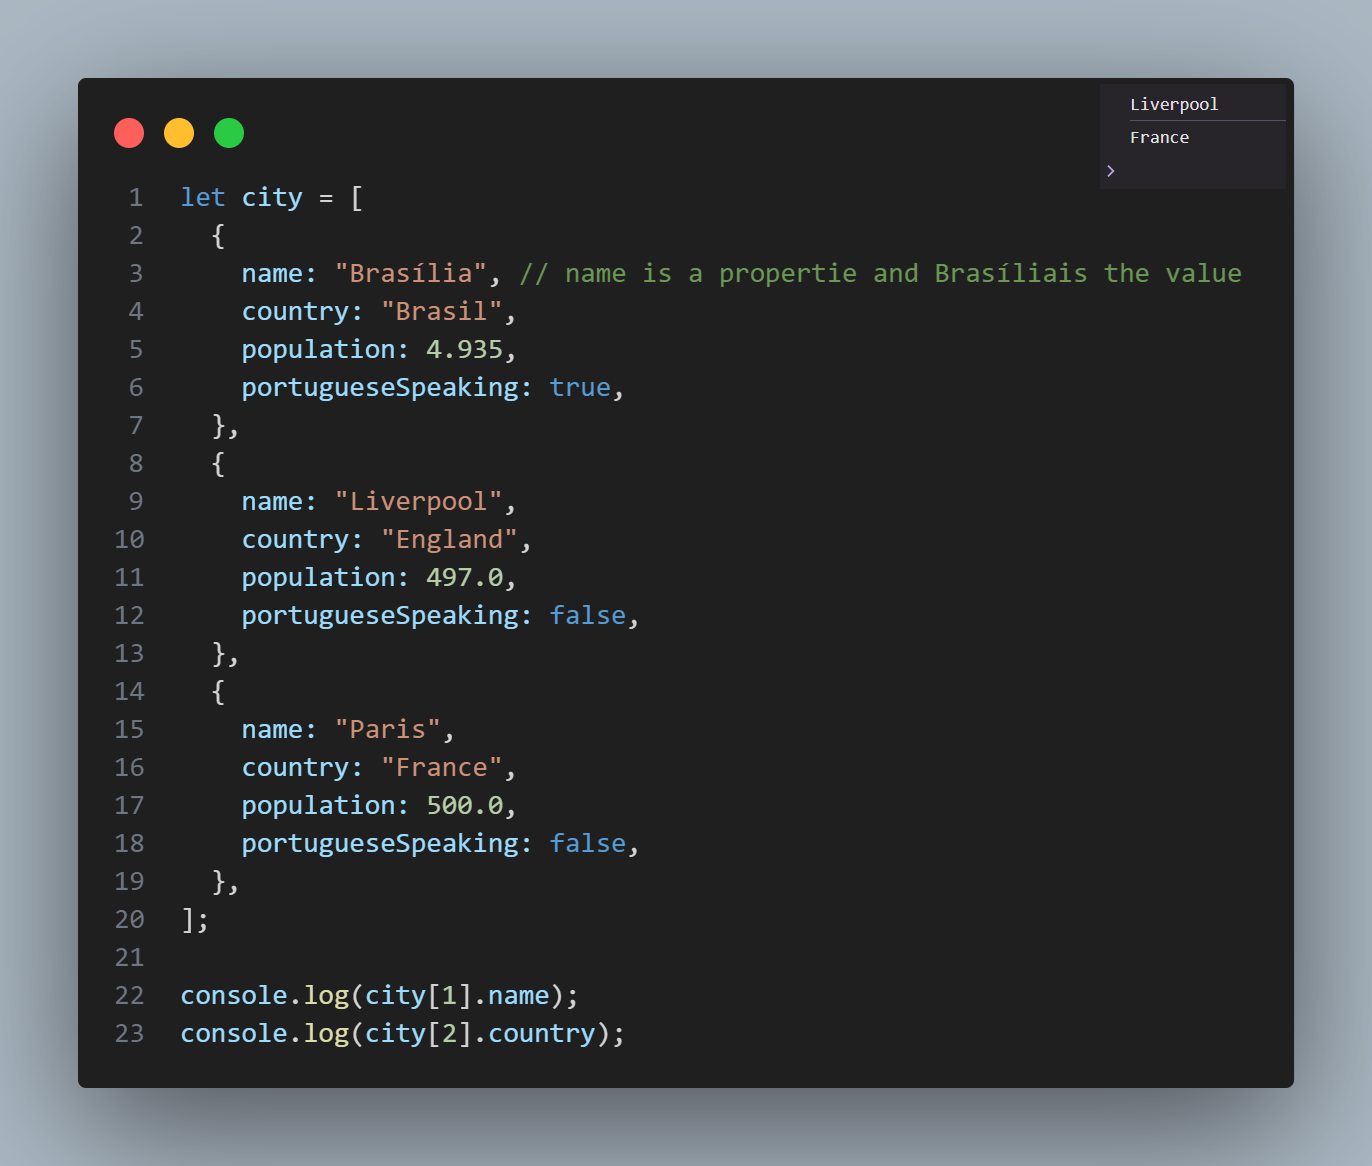 Liverpool
France
>
1 let city = [
2   {
3     name: "Brasília", // name is a propertie and Brasíliais the value
4     country: "Brasil",
5     population: 4.935,
6     portugueseSpeaking: true,
7   },
8   {
9     name: "Liverpool",
10     country: "England",
11     population: 497.0,
12     portugueseSpeaking: false,
13   },
14   {
15     name: "Paris",
16     country: "France",
17     population: 500.0,
18     portugueseSpeaking: false,
19   },
20 ];
21
22 console.log(city[1].name);
23 console.log(city[2].country);